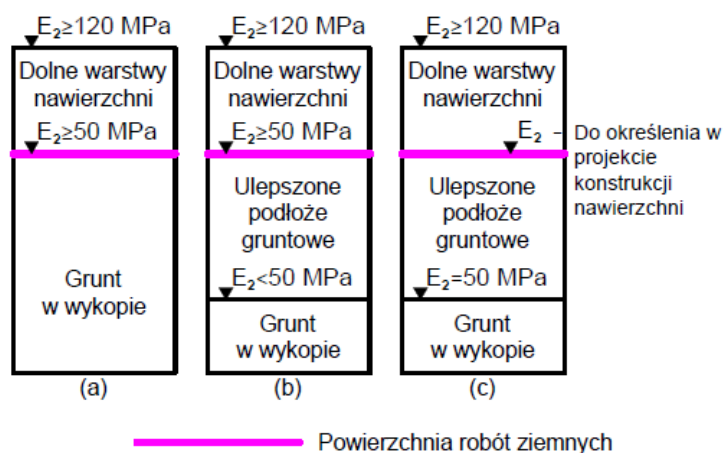 E₂≥120 MPa
Dolne warstwy
nawierzchni
E₂≥50 MPa
Grunt
w wykopie
(a)
E₂≥120 MPa
Dolne warstwy
nawierzchni
E₂≥50 MPa
Ulepszone
podłoże
gruntowe
E₂<50 MPa
Grunt
w wykopie
(b)
E₂≥120 MPa
Dolne warstwy
nawierzchni
E₂ - Do określenia w
projekcie
konstrukcji
nawierzchni
Ulepszone
podłoże
gruntowe
E₂=50 MPa
Grunt
w wykopie
(c)
Powierzchnia robót ziemnych